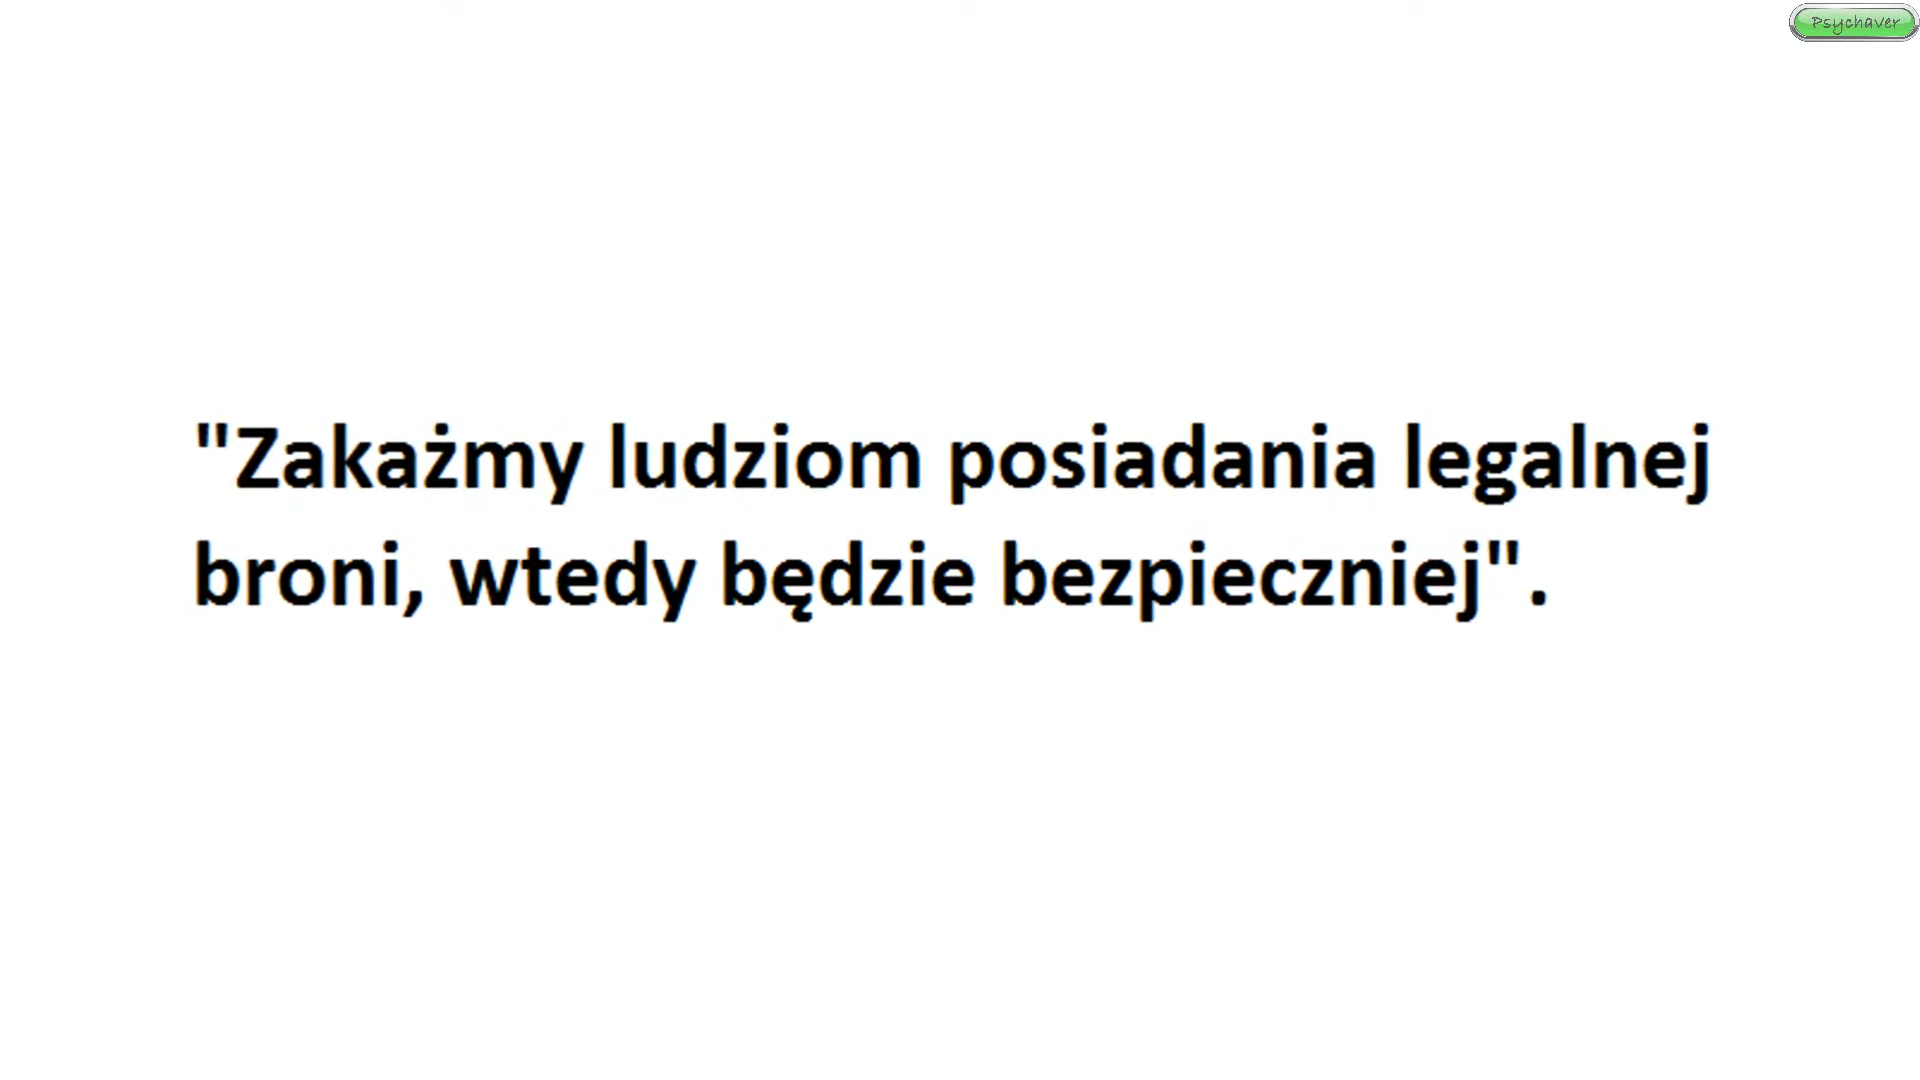 Psychaver
"Zakażmy ludziom posiadania legalnej
broni, wtedy będzie bezpieczniej".